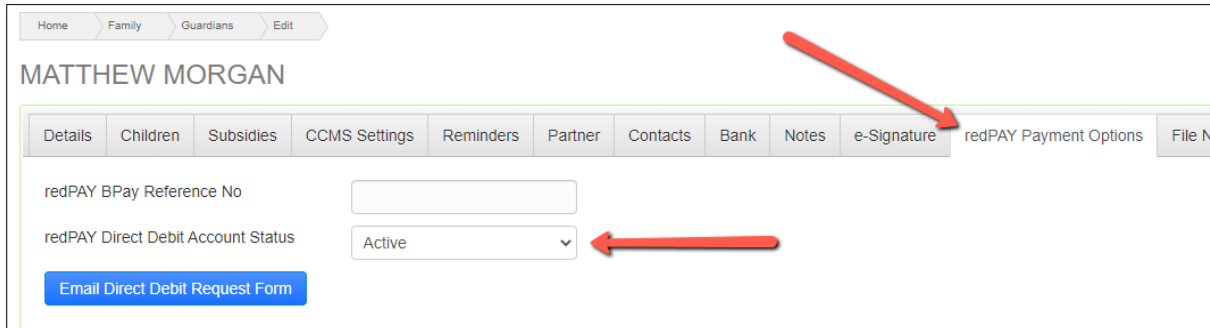 Home Family Guardians Edit
MATTHEW MORGAN
Details Children Subsidies CCMS Settings Reminders Partner Contacts Bank Notes e-Signature redPAY Payment Options File N
redPAY BPay Reference No
redPAY Direct Debit Account Status Active
Email Direct Debit Request Form